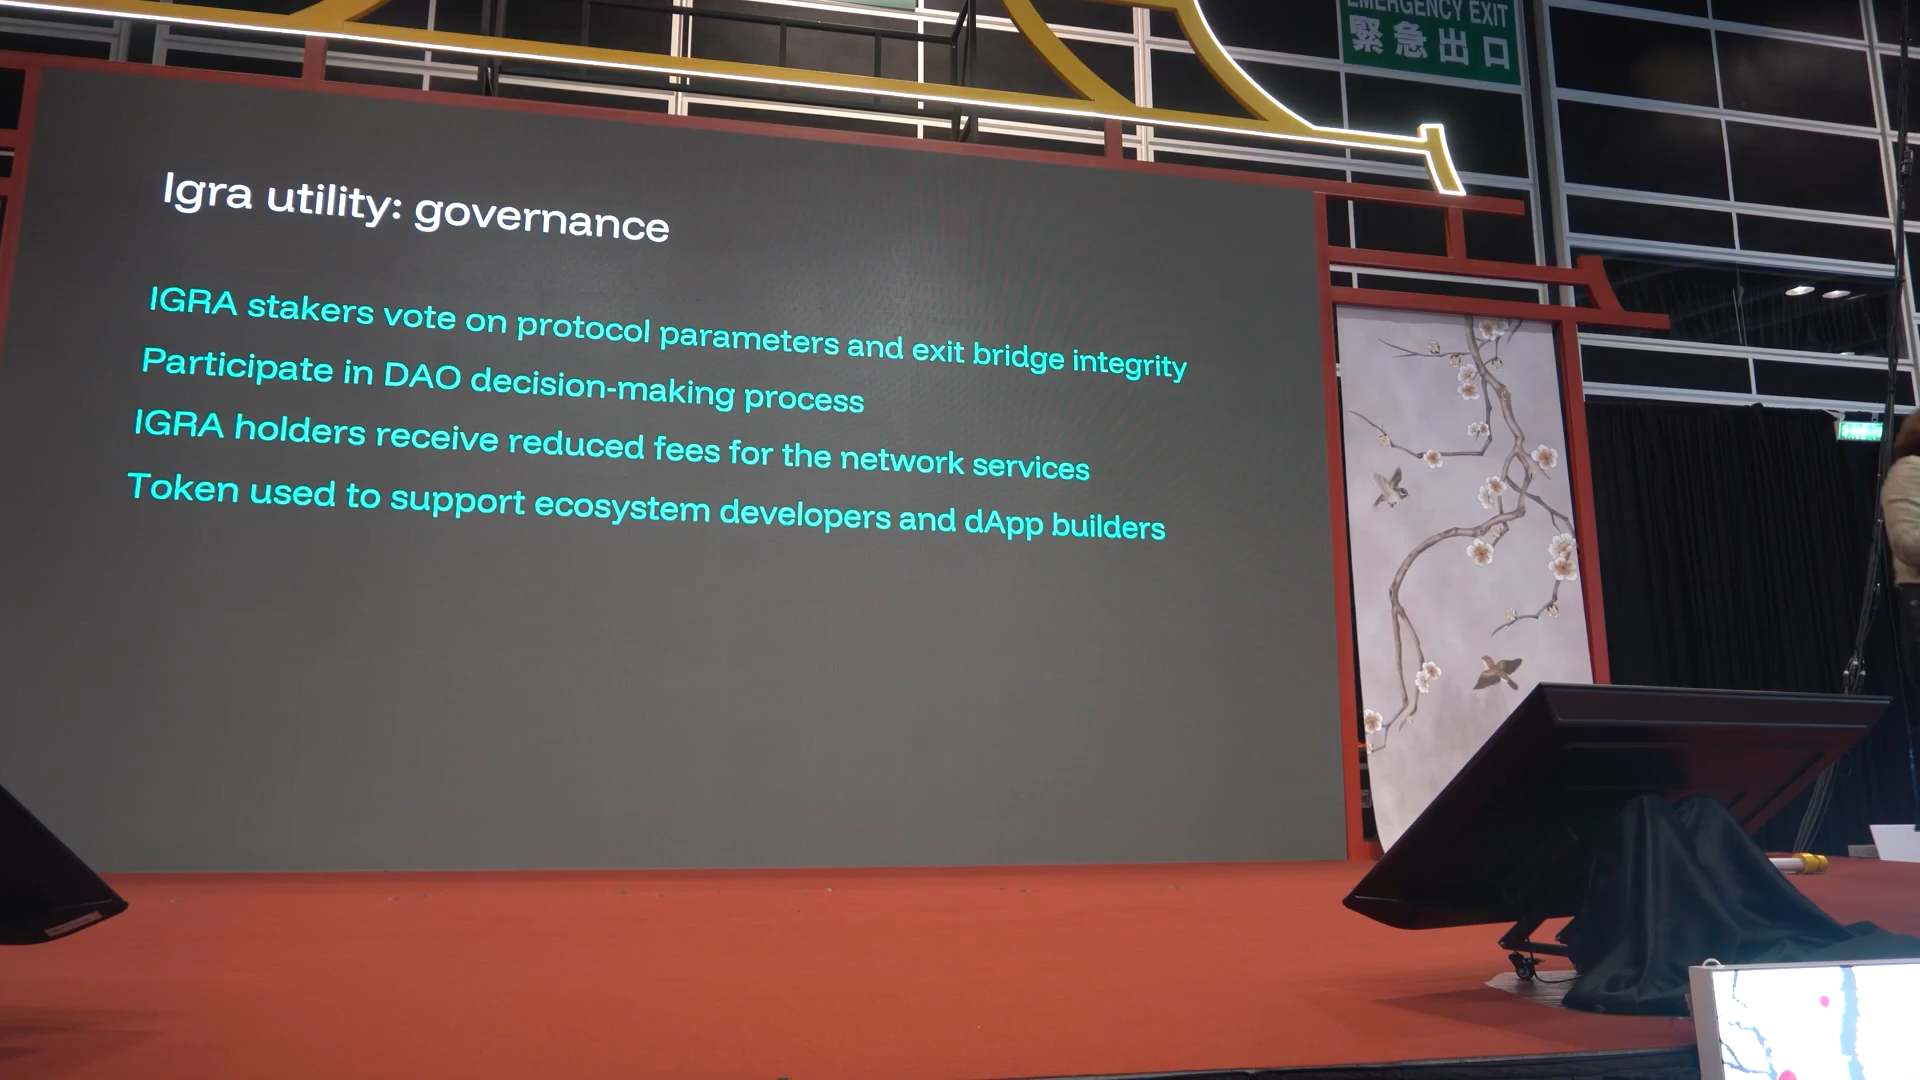 EMERGENCY EXIT
緊急出口
Igra utility: governance
IGRA stakers vote on protocol parameters and exit bridge integrity
Participate in DAO decision-making process
IGRA holders receive reduced fees for the network services
Token used to support ecosystem developers and dApp builders